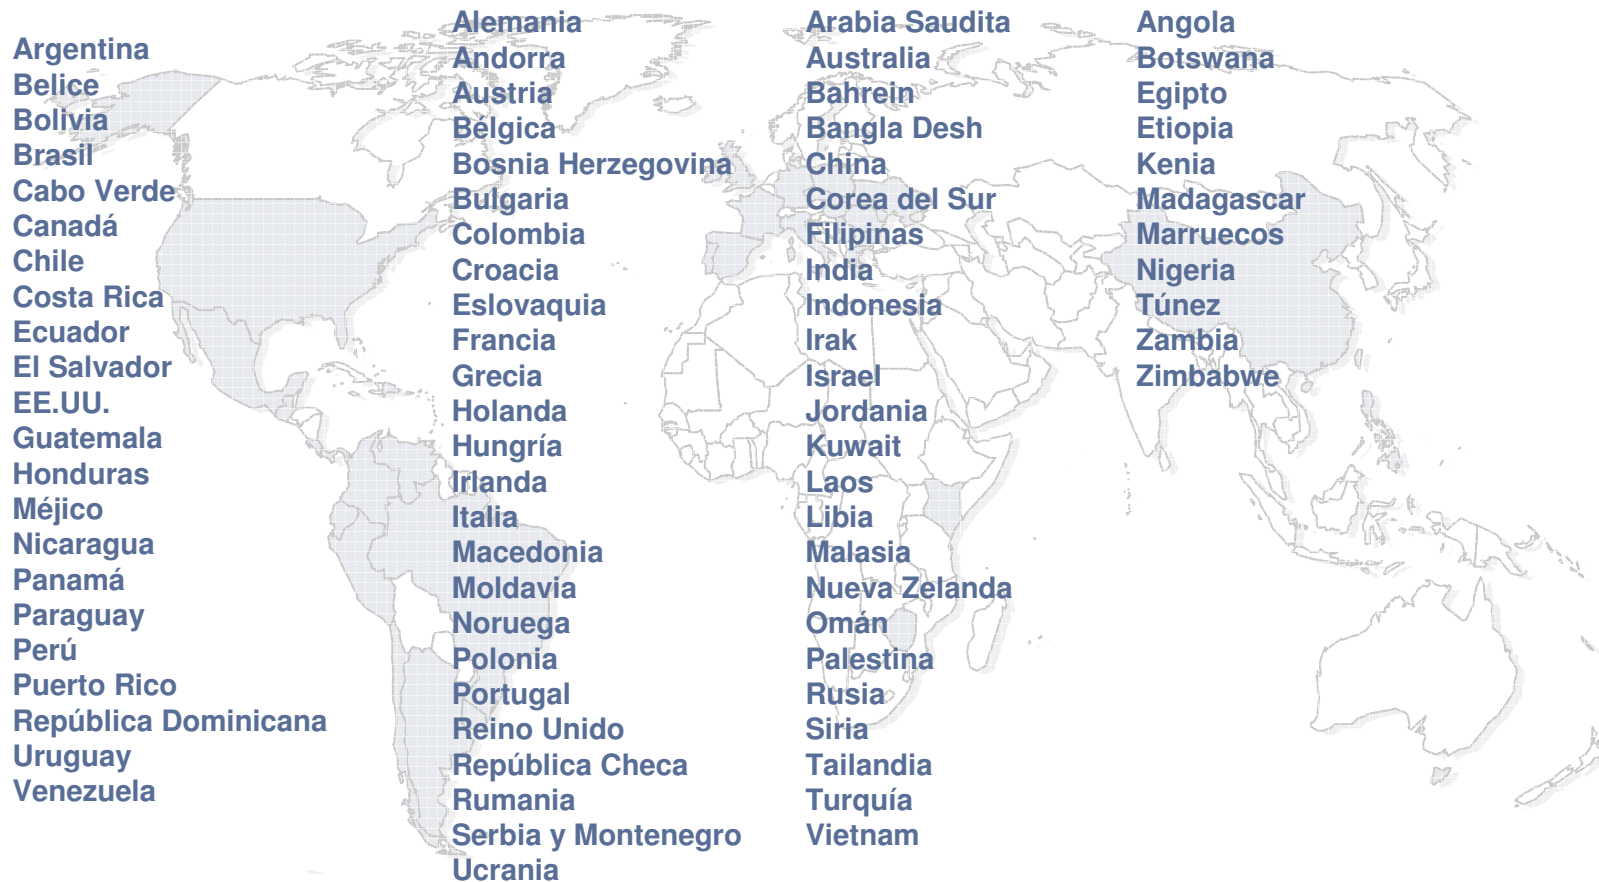 Argentina
Belice
Bolivia
Brasil
Cabo Verde
Canadá
Chile
Costa Rica
Ecuador
El Salvador
EE.UU.
Guatemala
Honduras
Méjico
Nicaragua
Panamá
Paraguay
Perú
Puerto Rico
República Dominicana
Uruguay
Venezuela
Alemania
Andorra
Austria
Bélgica
Bosnia Herzegovina
Bulgaria
Colombia
Croacia
Eslovaquia
Francia
Grecia
Holanda
Hungría
Irlanda
Italia
Macedonia
Moldavia
Noruega
Polonia
Portugal
Reino Unido
República Checa
Rumania
Serbia y Montenegro
Ucrania
Arabia Saudita
Australia
Bahrein
Bangla Desh
China
Corea del Sur
Filipinas
India
Indonesia
Irak
Israel
Jordania
Kuwait
Laos
Libia
Malasia
Nueva Zelanda
Omán
Palestina
Rusia
Siria
Tailandia
Turquía
Vietnam
Angola
Botswana
Egipto
Etiopia
Kenia
Madagascar
Marruecos
Nigeria
Túnez
Zambia
Zimbabwe